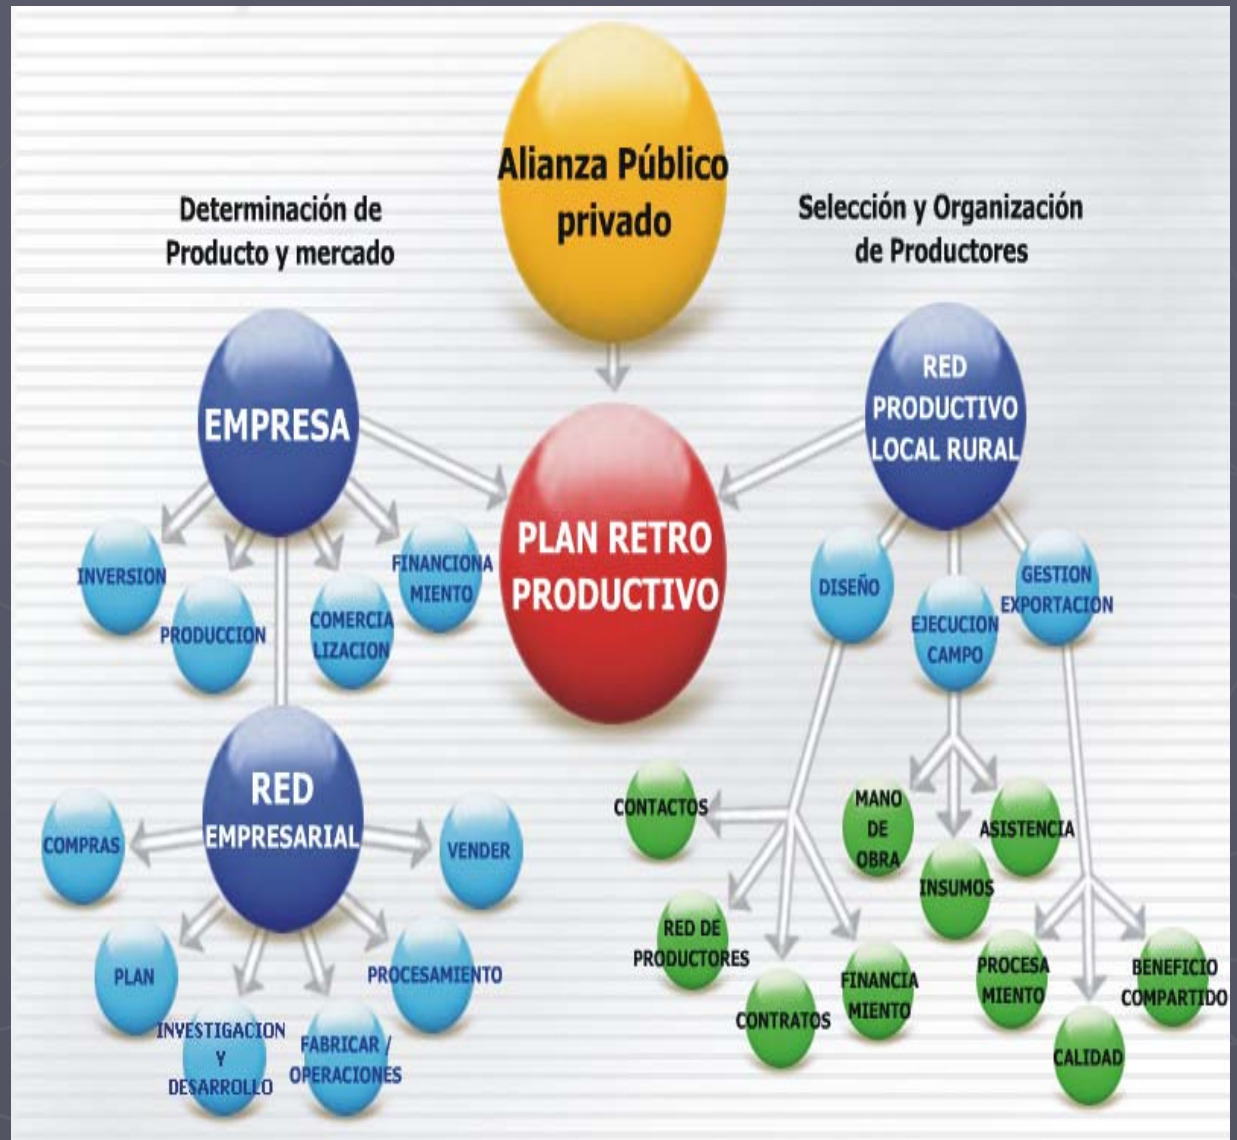 Alianza Público
privado
Determinación de
Producto y mercado
Selección y Organización
de Productores
EMPRESA
RED
PRODUCTIVO
LOCAL RURAL
PLAN RETRO
PRODUCTIVO
INVERSION
PRODUCCION
COMERCIA
LIZACION
FINANCIONA
MIENTO
DISEÑO
EJECUCION
CAMPO
GESTION
EXPORTACION
RED
EMPRESARIAL
COMPRAS
VENDER
PLAN
INVESTIGACION
Y
DESARROLLO
FABRICAR /
OPERACIONES
PROCESAMIENTO
CONTACTOS
RED DE
PRODUCTORES
CONTRATOS
FINANCIA
MIENTO
MANO
DE
OBRA
INSUMOS
ASISTENCIA
PROCESA
MIENTO
CALIDAD
BENEFICIO
COMPARTIDO